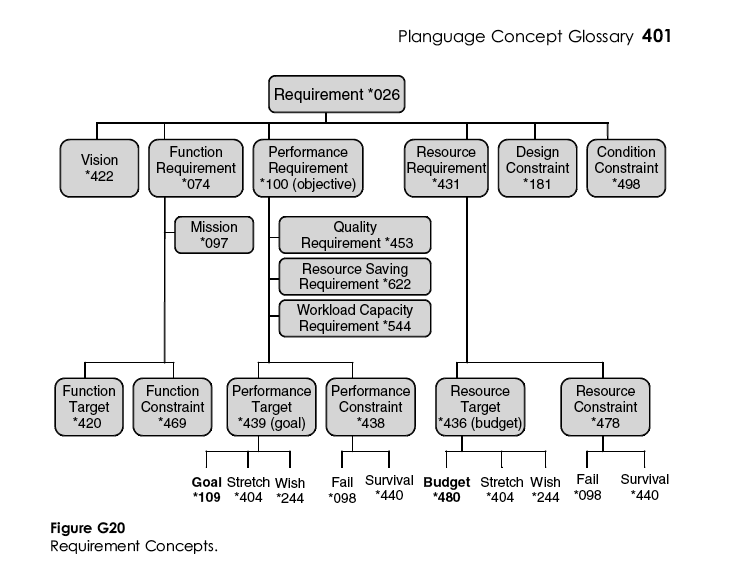 Planguage Concept Glossary 401
Requirement *026
Vision
*422
Function
Requirement
*074
Performance
Requirement
*100 (objective)
Resource
Requirement
*431
Design
Constraint
*181
Condition
Constraint
*498
Mission
*097
Quality
Requirement *453
Resource Saving
Requirement *622
Workload Capacity
Requirement *544
Function
Target
*420
Function
Constraint
*469
Performance
Target
*439 (goal)
Performance
Constraint
*438
Resource
Target
*436 (budget)
Resource
Constraint
*478
Goal
*109
Stretch
*404
Wish
*244
Fail
*098
Survival
*440
Budget
*480
Stretch
*404
Wish
*244
Fail
*098
Survival
*440
Figure G20
Requirement Concepts.